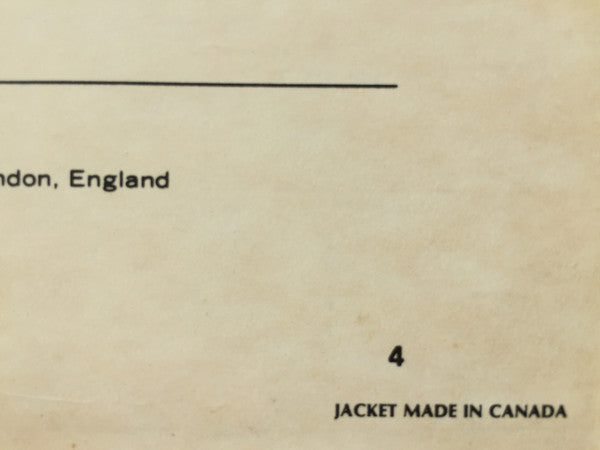 ndon, England
4
JACKET MADE IN CANADA